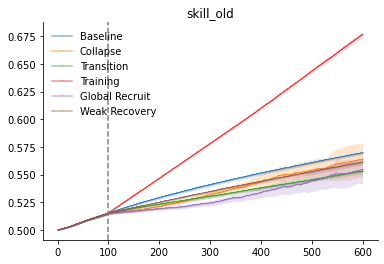 skill_old
0.675
0.650
0.625
0.600
0.575
0.550
0.525
0.500
Baseline
Collapse
Transition
Training
Global Recruit
Weak Recovery
0 100 200 300 400 500 600